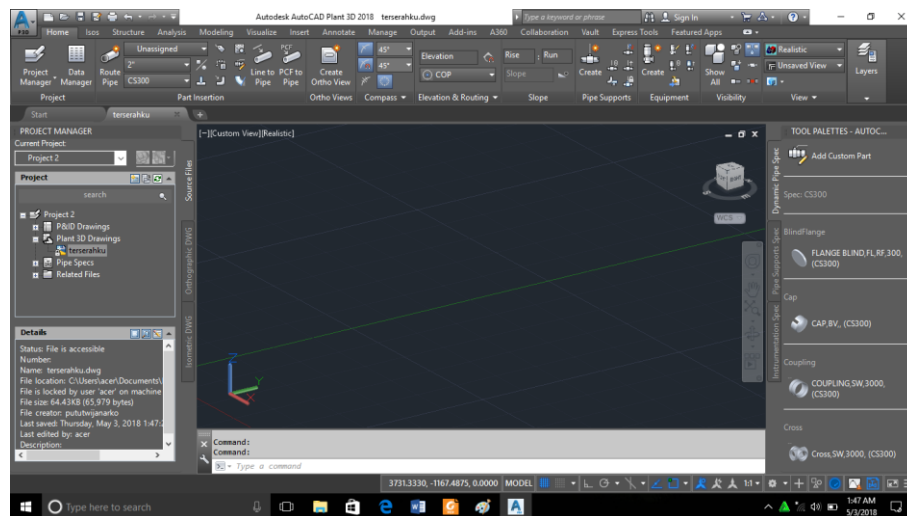 Autodesk AutoCAD Plant 3D 2018 terserahku.dwg
Type a keyword or phrase
Sign In
P3D
Home Isos Structure Analysis Modeling Visualize Insert Annotate Manage Output Add-ins A360 Collaboration Vault Express Tools Featured Apps
Project Manager
Data Manager
Route Pipe
Unassigned
2"
CS300
Line to Pipe
PCF to Pipe
Create Ortho View
45°
45°
Elevation
COP
Rise : Run
Slope
Create
Create
Show All
Realistic
Unsaved View
Layers
Project
Part Insertion
Ortho Views
Compass
Elevation & Routing
Slope
Pipe Supports
Equipment
Visibility
View
Start
terserahku
PROJECT MANAGER
Current Project:
Project 2
Project
search
Project 2
P&ID Drawings
Plant 3D Drawings
terserahku
Pipe Specs
Related Files
Source Files
Orthographic DWG
Isometric DWG
Details
Status: File is accessible
Number:
Name: terserahku.dwg
File location: C:\Users\acer\Documents\
File is locked by user 'acer' on machine
File size: 64.43KB (65,979 bytes)
File creator: pututwijanarko
Last saved: Thursday, May 3, 2018 1:47:
Last edited by: acer
Description:
[-][Custom View][Realistic]
WCS
Z
Y
X
Command:
Command:
Type a command
TOOL PALETTES - AUTOC...
Dynamic Pipe Spec
Pipe Supports Spec
Instrumentation Spec
Add Custom Part
Spec: CS300
BlindFlange
FLANGE BLIND,FL,RF,300,
(CS300)
Cap
CAP,BV,, (CS300)
Coupling
COUPLING,SW,3000,
(CS300)
Cross
Cross,SW,3000, (CS300)
3731.3330, -1167.4875, 0.0000 MODEL
1:1
Type here to search
1:47 AM
5/3/2018